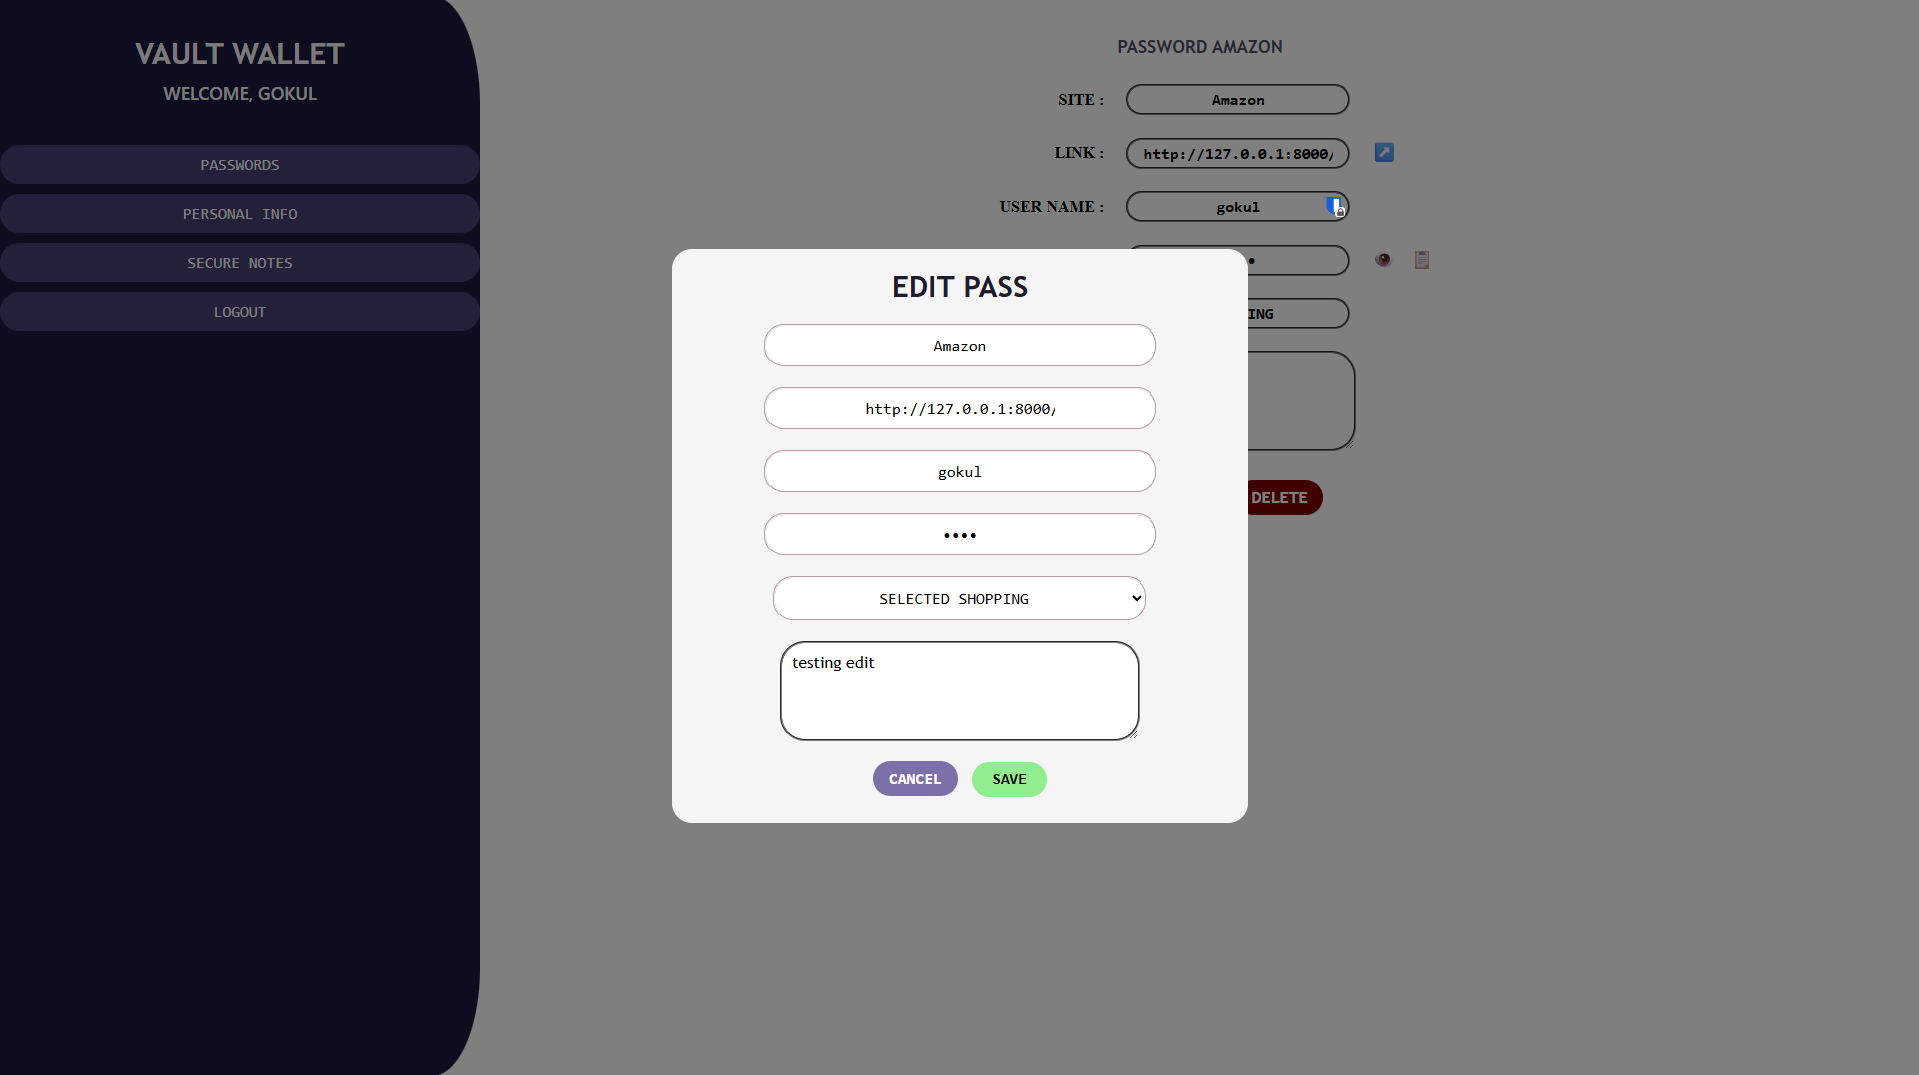 VAULT WALLET
WELCOME, GOKUL
PASSWORDS
PERSONAL INFO
SECURE NOTES
LOGOUT
PASSWORD AMAZON
SITE : Amazon
LINK : http://127.0.0.1:8000/
USER NAME : gokul
•
ING
DELETE
EDIT PASS
Amazon
http://127.0.0.1:8000/
gokul
••••
SELECTED SHOPPING
testing edit
CANCEL SAVE